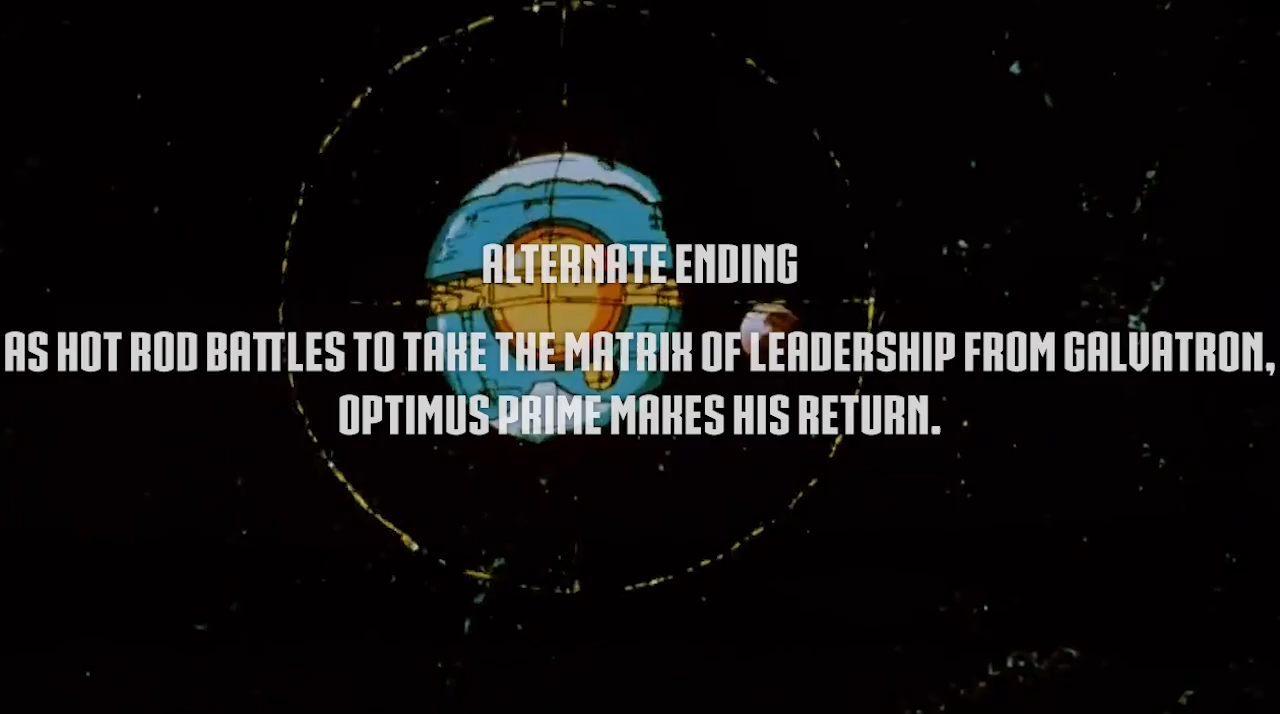 ALTERNATE ENDING
AS HOT ROD BATTLES TO TAKE THE MATRIX OF LEADERSHIP FROM GALVATRON,
OPTIMUS PRIME MAKES HIS RETURN.